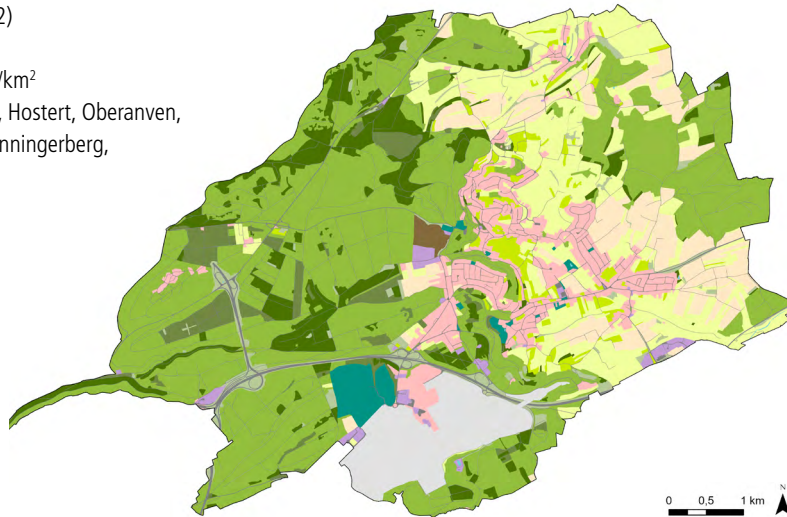 2)
/km²
, Hostert, Oberanven,
nningerberg,
0 0,5 1 km
N